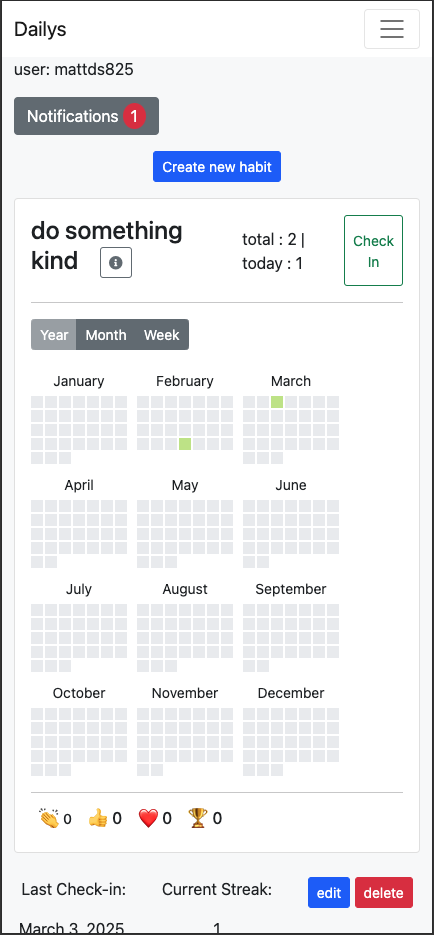 Dailys
user: mattds825
Notifications 1
Create new habit
do something
kind
total : 2 |
today : 1
Check
In
Year Month Week
January February March
April May June
July August September
October November December
0 0 0 0
Last Check-in: Current Streak: edit delete
March 3, 2025 1